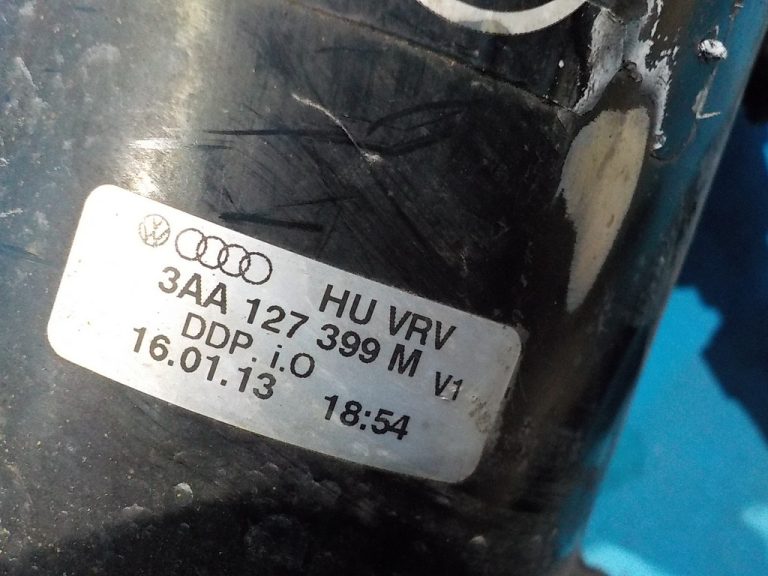 HU VRV
3AA 127 399 M V1
DDP. i.O
16.01.13 18:54